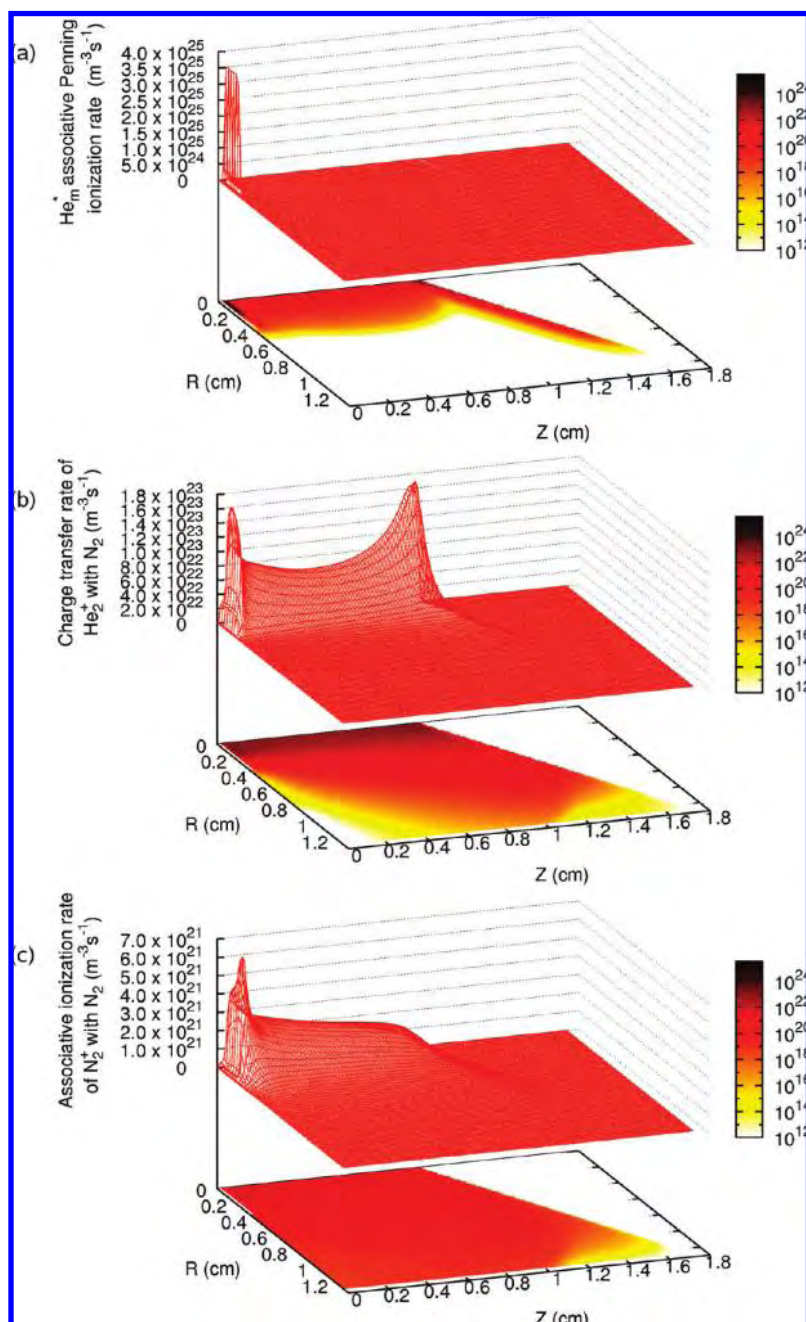 (a)
He*m associative Penning
ionization rate (m⁻³s⁻¹)
4.0 x 10²⁵
3.5 x 10²⁵
3.0 x 10²⁵
2.5 x 10²⁵
2.0 x 10²⁵
1.5 x 10²⁵
1.0 x 10²⁵
5.0 x 10²⁴
0
10²⁴
10²²
10²⁰
10¹⁸
10¹⁶
10¹⁴
10¹²
0
0.2
0.4
0.6
0.8
1
1.2
R (cm)
0 0.2 0.4 0.6 0.8 1 1.2 1.4 1.6 1.8
Z (cm)
(b)
Charge transfer rate of
He₂⁺ with N₂ (m⁻³s⁻¹)
1.8 x 10²³
1.6 x 10²³
1.4 x 10²³
1.2 x 10²³
1.0 x 10²³
8.0 x 10²²
6.0 x 10²²
4.0 x 10²²
2.0 x 10²²
0
10²⁴
10²²
10²⁰
10¹⁸
10¹⁶
10¹⁴
10¹²
0
0.2
0.4
0.6
0.8
1
1.2
R (cm)
0 0.2 0.4 0.6 0.8 1 1.2 1.4 1.6 1.8
Z (cm)
(c)
Associative ionization rate
of N₂⁺ with N₂ (m⁻³s⁻¹)
7.0 x 10²¹
6.0 x 10²¹
5.0 x 10²¹
4.0 x 10²¹
3.0 x 10²¹
2.0 x 10²¹
1.0 x 10²¹
0
10²⁴
10²²
10²⁰
10¹⁸
10¹⁶
10¹⁴
10¹²
0
0.2
0.4
0.6
0.8
1
1.2
R (cm)
0 0.2 0.4 0.6 0.8 1 1.2 1.4 1.6 1.8
Z (cm)